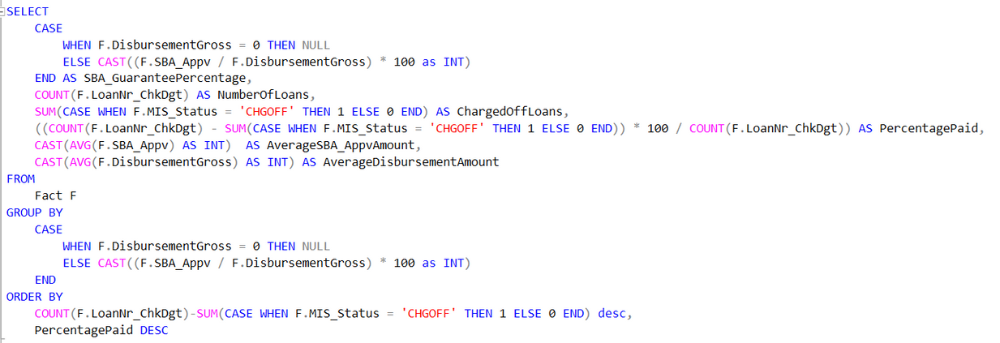 SELECT
    CASE
        WHEN F.DisbursementGross = 0 THEN NULL
        ELSE CAST((F.SBA_Appv / F.DisbursementGross) * 100 as INT)
    END AS SBA_GuaranteePercentage,
    COUNT(F.LoanNr_ChkDgt) AS NumberOfLoans,
    SUM(CASE WHEN F.MIS_Status = 'CHGOFF' THEN 1 ELSE 0 END) AS ChargedOffLoans,
    ((COUNT(F.LoanNr_ChkDgt) - SUM(CASE WHEN F.MIS_Status = 'CHGOFF' THEN 1 ELSE 0 END)) * 100 / COUNT(F.LoanNr_ChkDgt)) AS PercentagePaid,
    CAST(AVG(F.SBA_Appv) AS INT)  AS AverageSBA_AppvAmount,
    CAST(AVG(F.DisbursementGross) AS INT) AS AverageDisbursementAmount
FROM
    Fact F
GROUP BY
    CASE
        WHEN F.DisbursementGross = 0 THEN NULL
        ELSE CAST((F.SBA_Appv / F.DisbursementGross) * 100 as INT)
    END
ORDER BY
    COUNT(F.LoanNr_ChkDgt)-SUM(CASE WHEN F.MIS_Status = 'CHGOFF' THEN 1 ELSE 0 END) desc,
    PercentagePaid DESC